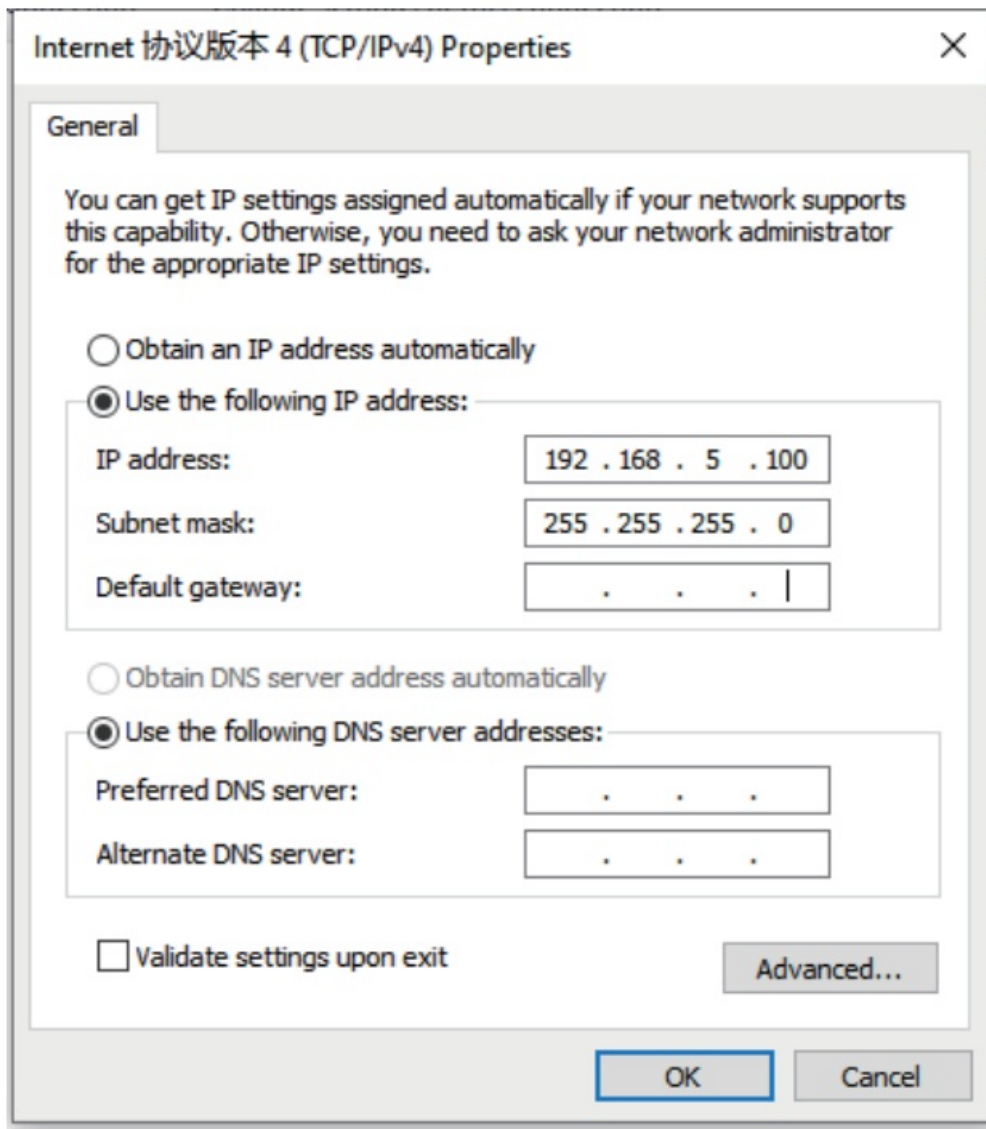 Internet 协议版本 4 (TCP/IPv4) Properties
General
You can get IP settings assigned automatically if your network supports
this capability. Otherwise, you need to ask your network administrator
for the appropriate IP settings.
Obtain an IP address automatically
Use the following IP address:
IP address: 192 . 168 . 5 . 100
Subnet mask: 255 . 255 . 255 . 0
Default gateway: . . .
Obtain DNS server address automatically
Use the following DNS server addresses:
Preferred DNS server: . . .
Alternate DNS server: . . .
Validate settings upon exit
Advanced...
OK Cancel